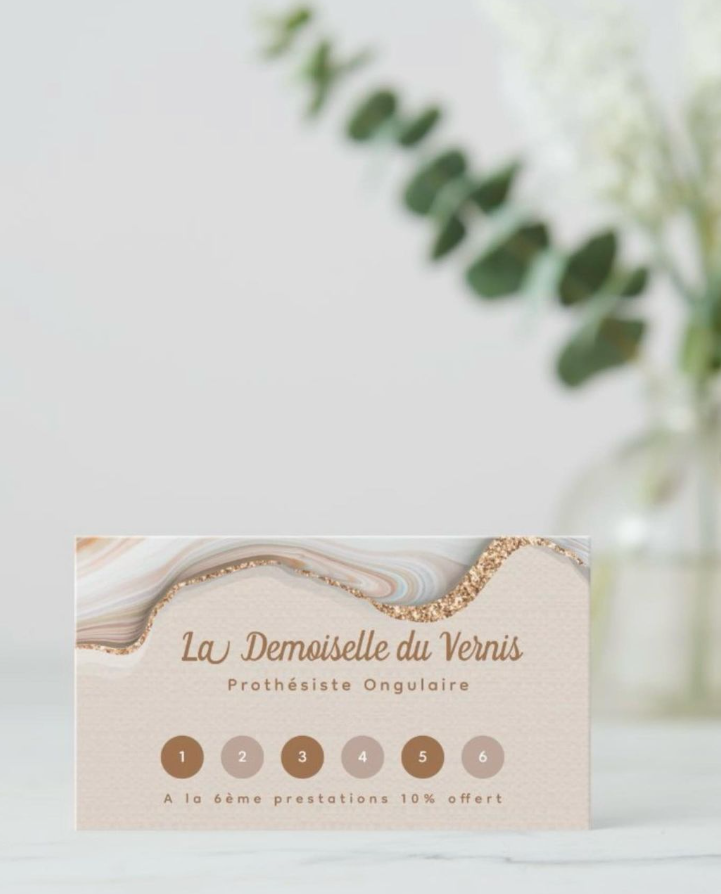 La Demoiselle du Vernis
Prothésiste Ongulaire
1 2 3 4 5 6
A la 6ème prestations 10% offert